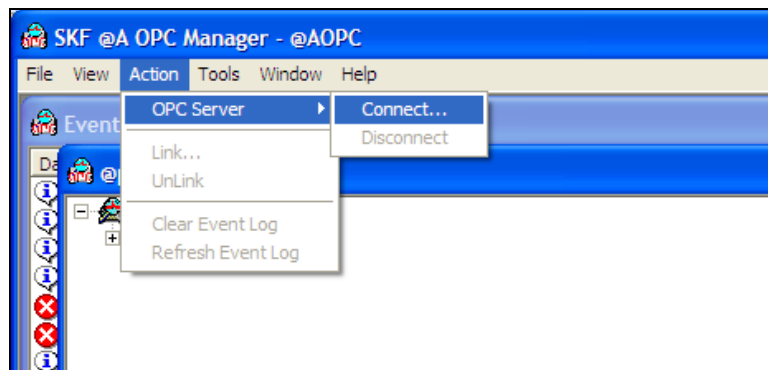 SKF @A OPC Manager - @AOPC
File View Action Tools Window Help
Event
OPC Server
Connect...
Disconnect
Link...
UnLink
Clear Event Log
Refresh Event Log